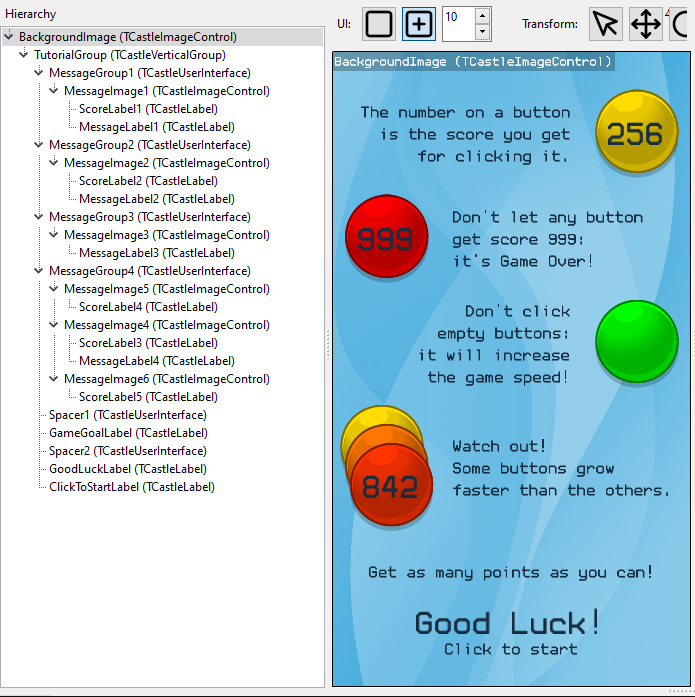 Hierarchy
BackgroundImage (TCastleImageControl)
TutorialGroup (TCastleVerticalGroup)
MessageGroup1 (TCastleUserInterface)
MessageImage1 (TCastleImageControl)
ScoreLabel1 (TCastleLabel)
MessageLabel1 (TCastleLabel)
MessageGroup2 (TCastleUserInterface)
MessageImage2 (TCastleImageControl)
ScoreLabel2 (TCastleLabel)
MessageLabel2 (TCastleLabel)
MessageGroup3 (TCastleUserInterface)
MessageImage3 (TCastleImageControl)
MessageLabel3 (TCastleLabel)
MessageGroup4 (TCastleUserInterface)
MessageImage5 (TCastleImageControl)
ScoreLabel4 (TCastleLabel)
MessageImage4 (TCastleImageControl)
ScoreLabel3 (TCastleLabel)
MessageLabel4 (TCastleLabel)
MessageImage6 (TCastleImageControl)
ScoreLabel5 (TCastleLabel)
Spacer1 (TCastleUserInterface)
GameGoalLabel (TCastleLabel)
Spacer2 (TCastleUserInterface)
GoodLuckLabel (TCastleLabel)
ClickToStartLabel (TCastleLabel)
UI: 10 Transform:
BackgroundImage (TCastleImageControl)
The number on a button
is the score you get
for clicking it.
256
999
Don't let any button
get score 999:
it's Game Over!
Don't click
empty buttons:
it will increase
the game speed!
842
Watch out!
Some buttons grow
faster than the others.
Get as many points as you can!
Good Luck!
Click to start